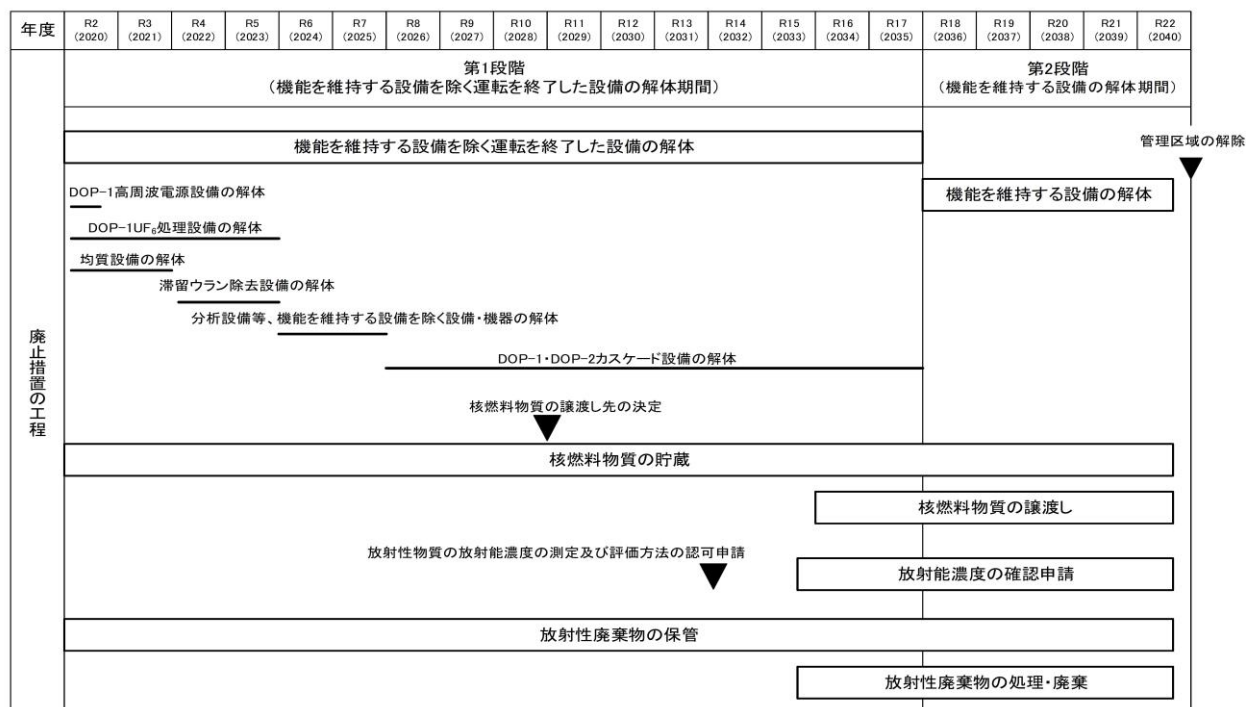 年度
R2
(2020)
R3
(2021)
R4
(2022)
R5
(2023)
R6
(2024)
R7
(2025)
R8
(2026)
R9
(2027)
R10
(2028)
R11
(2029)
R12
(2030)
R13
(2031)
R14
(2032)
R15
(2033)
R16
(2034)
R17
(2035)
R18
(2036)
R19
(2037)
R20
(2038)
R21
(2039)
R22
(2040)
廃止措置の工程
第1段階
(機能を維持する設備を除く運転を終了した設備の解体期間)
第2段階
(機能を維持する設備の解体期間)
機能を維持する設備を除く運転を終了した設備の解体
管理区域の解除
DOP-1高周波電源設備の解体
機能を維持する設備の解体
DOP-1UF₆処理設備の解体
均質設備の解体
滞留ウラン除去設備の解体
分析設備等、機能を維持する設備を除く設備・機器の解体
DOP-1・DOP-2カスケード設備の解体
核燃料物質の譲渡し先の決定
核燃料物質の貯蔵
核燃料物質の譲渡し
放射性物質の放射能濃度の測定及び評価方法の認可申請
放射能濃度の確認申請
放射性廃棄物の保管
放射性廃棄物の処理・廃棄